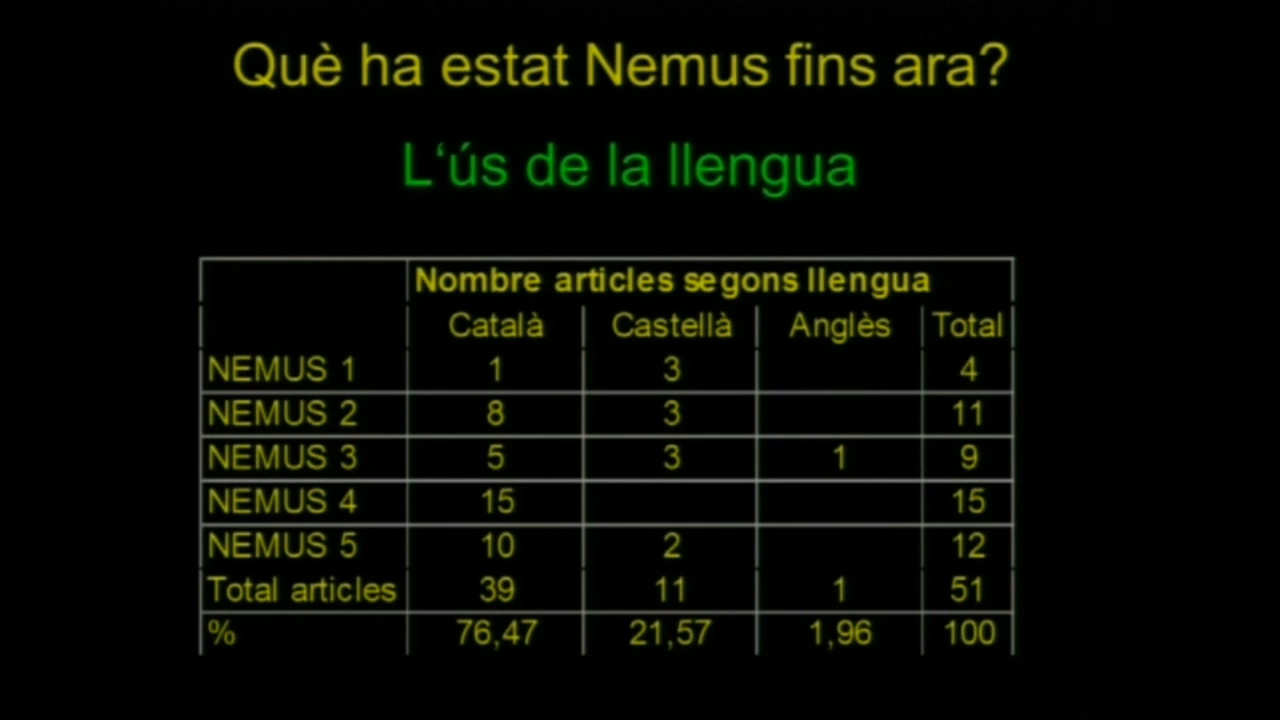 Què ha estat Nemus fins ara?
L‘ús de la llengua
Nombre articles segons llengua
Català Castellà Anglès Total
NEMUS 1 1 3 4
NEMUS 2 8 3 11
NEMUS 3 5 3 1 9
NEMUS 4 15 15
NEMUS 5 10 2 12
Total articles 39 11 1 51
% 76,47 21,57 1,96 100